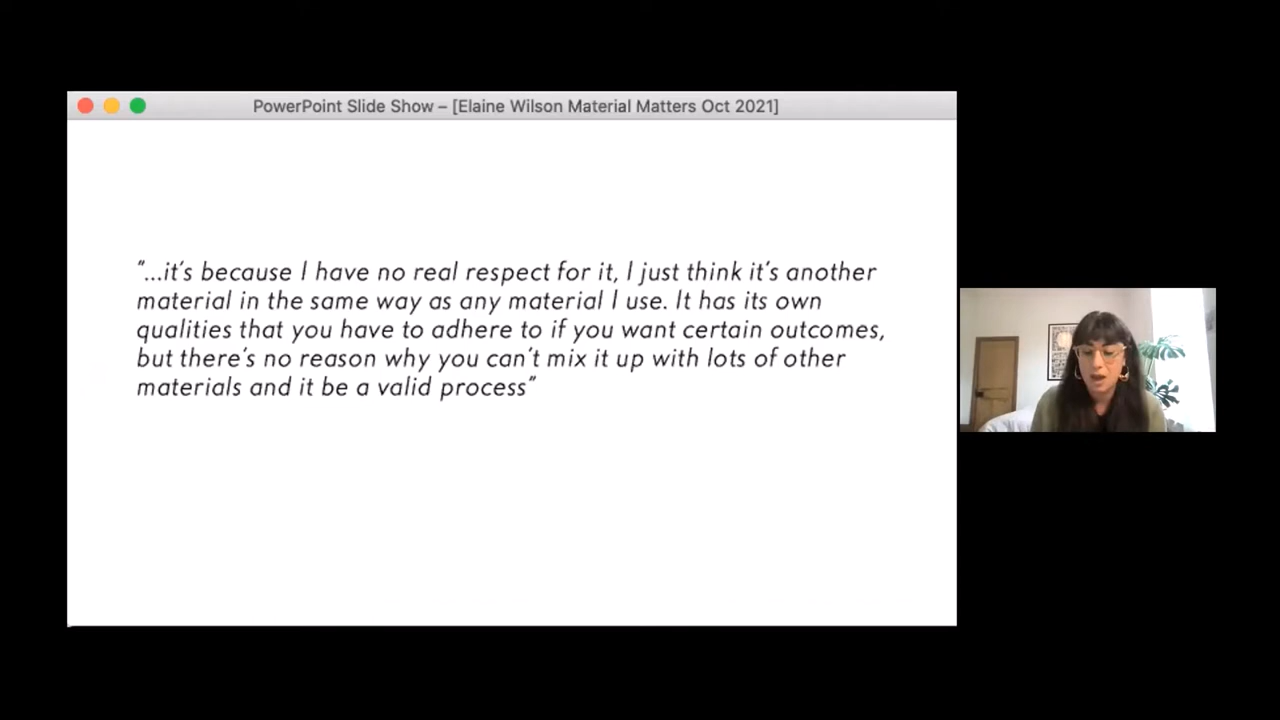 PowerPoint Slide Show – [Elaine Wilson Material Matters Oct 2021]
"...it's because I have no real respect for it, I just think it's another
material in the same way as any material I use. It has its own
qualities that you have to adhere to if you want certain outcomes,
but there's no reason why you can't mix it up with lots of other
materials and it be a valid process"